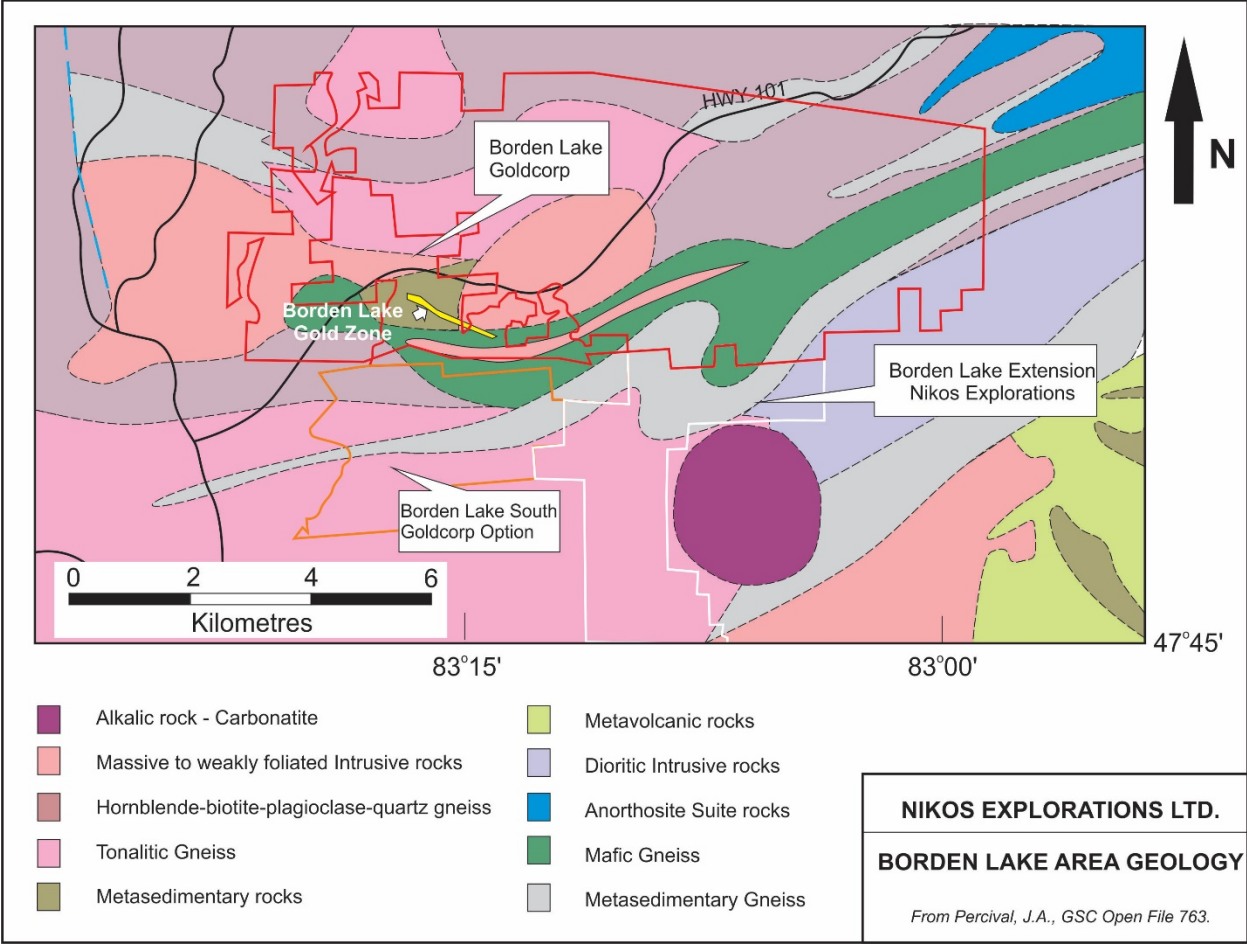 HWY 101
N
Borden Lake
Goldcorp
Borden Lake
Gold Zone
Borden Lake Extension
Nikos Explorations
Borden Lake South
Goldcorp Option
0 2 4 6
Kilometres
83°15'
83°00'
47°45'
Alkalic rock - Carbonatite
Massive to weakly foliated Intrusive rocks
Hornblende-biotite-plagioclase-quartz gneiss
Tonalitic Gneiss
Metasedimentary rocks
Metavolcanic rocks
Dioritic Intrusive rocks
Anorthosite Suite rocks
Mafic Gneiss
Metasedimentary Gneiss
NIKOS EXPLORATIONS LTD.
BORDEN LAKE AREA GEOLOGY
From Percival, J.A., GSC Open File 763.